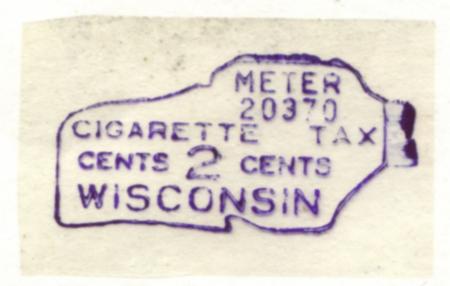 METER
20370
CIGARETTE TAX
CENTS 2 CENTS
WISCONSIN